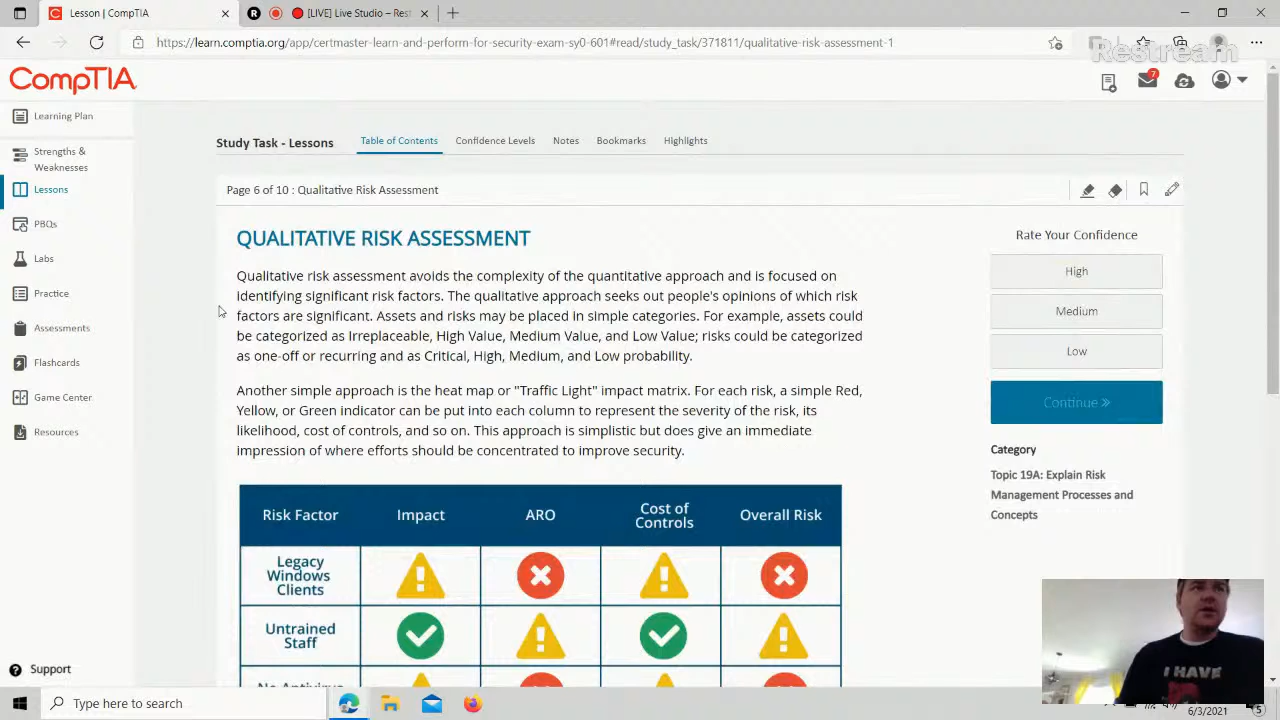 Lesson | CompTIA
[LIVE] Live Studio – Rest
https://learn.comptia.org/app/certmaster-learn-and-perform-for-security-exam-sy0-601#read/study_task/371811/qualitative-risk-assessment-1
Restream
CompTIA
7
Learning Plan
Strengths &
Weaknesses
Lessons
PBQs
Labs
Practice
Assessments
Flashcards
Game Center
Resources
Support
Study Task - Lessons
Table of Contents
Confidence Levels
Notes
Bookmarks
Highlights
Page 6 of 10 : Qualitative Risk Assessment
QUALITATIVE RISK ASSESSMENT
Qualitative risk assessment avoids the complexity of the quantitative approach and is focused on
identifying significant risk factors. The qualitative approach seeks out people's opinions of which risk
factors are significant. Assets and risks may be placed in simple categories. For example, assets could
be categorized as Irreplaceable, High Value, Medium Value, and Low Value; risks could be categorized
as one-off or recurring and as Critical, High, Medium, and Low probability.
Another simple approach is the heat map or "Traffic Light" impact matrix. For each risk, a simple Red,
Yellow, or Green indicator can be put into each column to represent the severity of the risk, its
likelihood, cost of controls, and so on. This approach is simplistic but does give an immediate
impression of where efforts should be concentrated to improve security.
Risk Factor
Impact
ARO
Cost of
Controls
Overall Risk
Legacy
Windows
Clients
Untrained
Staff
No Antivirus
Rate Your Confidence
High
Medium
Low
Continue »
Category
Topic 19A: Explain Risk
Management Processes and
Concepts
I HAVE
Type here to search
6/3/2021
5